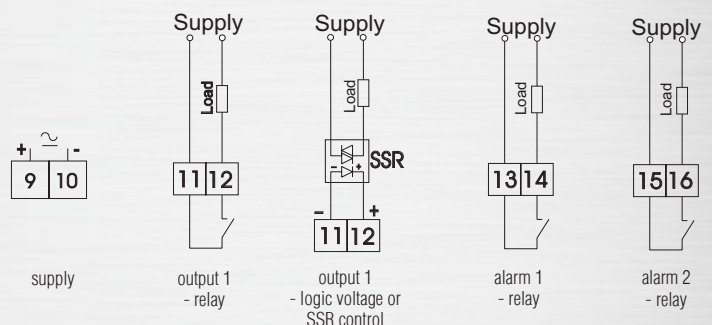 Supply Supply Supply Supply
Load Load Load Load
+ -
9 10
SSR
- +
11 12
13 14
15 16
- +
11 12
supply
output 1
- relay
output 1
- logic voltage or
SSR control
alarm 1
- relay
alarm 2
- relay